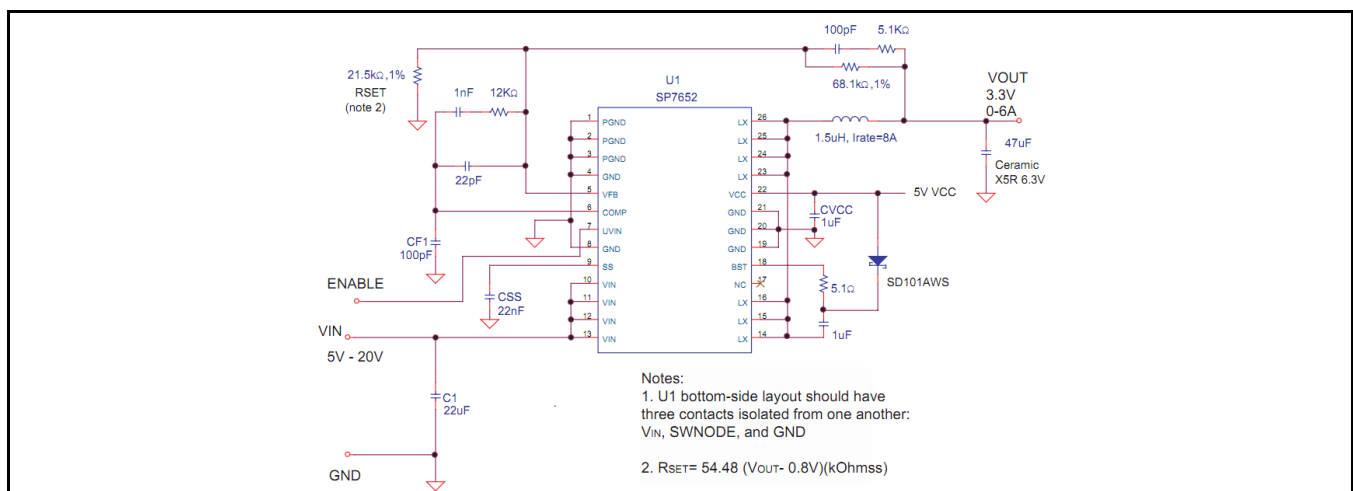 100pF 5.1KΩ
21.5kΩ,1%
RSET
(note 2)
1nF 12KΩ
U1
SP7652
68.1kΩ,1%
VOUT
3.3V
0-6A
1 PGND LX 26
2 PGND LX 25
3 PGND LX 24
4 GND LX 23
5 VFB VCC 22
6 COMP GND 21
7 UVIN GND 20
8 GND GND 19
9 SS BST 18
10 VIN NC 17
11 VIN LX 16
12 VIN LX 15
13 VIN LX 14
1.5uH, Irate=8A
47uF
Ceramic
X5R 6.3V
22pF
5V VCC
CVCC
1uF
CF1
100pF
ENABLE
CSS
22nF
5.1Ω
SD101AWS
1uF
VIN
5V - 20V
C1
22uF
GND
Notes:
1. U1 bottom-side layout should have
three contacts isolated from one another:
VIN, SWNODE, and GND
2. RSET= 54.48 (VOUT- 0.8V)(kOhmss)